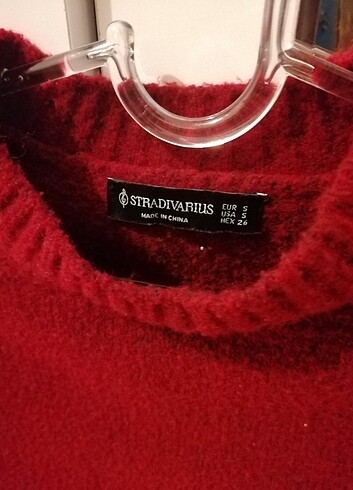 STRADIVARIUS
MADE IN CHINA
EUR S
USA S
MEX 26